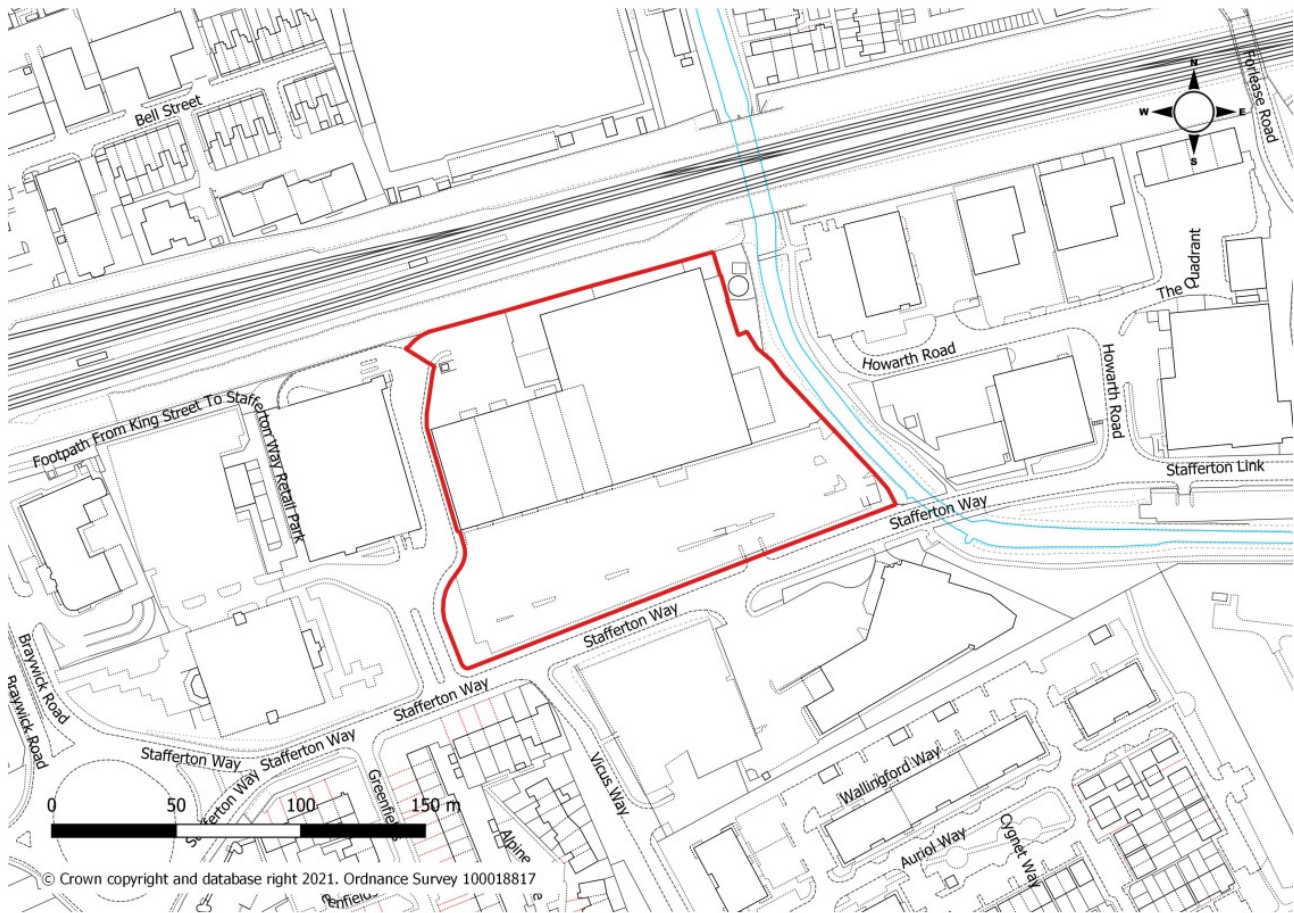 Bell Street
Forlease Road
N
W
E
S
The Quadrant
Howarth Road
Howarth Road
Footpath From King Street To Stafferton Way Retail Park
Stafferton Link
Stafferton Way
Stafferton Way
Braywick Road
Braywick Road
Stafferton Way
Stafferton Way
Stafferton Way
Stafferton Way
Vicus Way
Wallingford Way
Greenfields
Auriol Way
Cygnet Way
Alpine
0 50 100 150 m
© Crown copyright and database right 2021. Ordnance Survey 100018817
eenfields